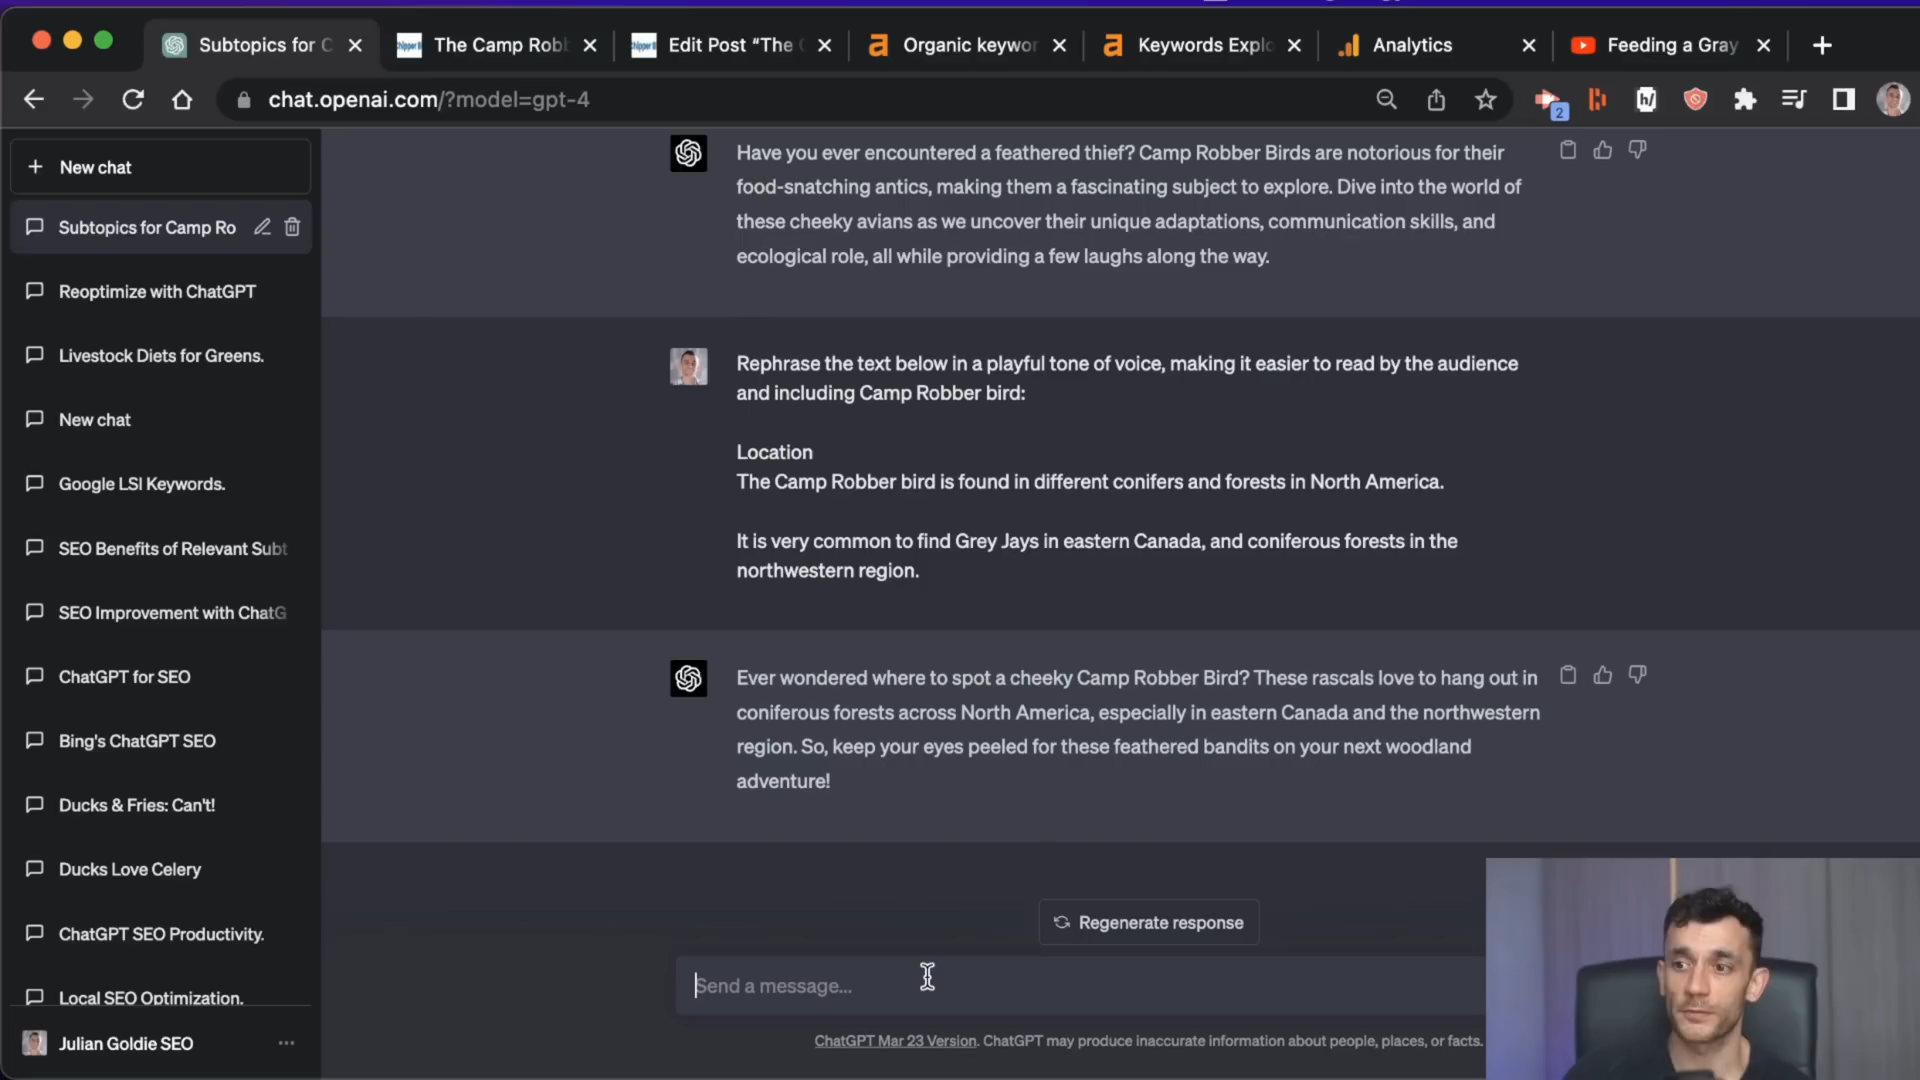 Subtopics for C
The Camp Robb
Edit Post “The C
Organic keywor
Keywords Explo
Analytics
Feeding a Gray
chat.openai.com/?model=gpt-4
2
New chat
Subtopics for Camp Ro
Reoptimize with ChatGPT
Livestock Diets for Greens.
New chat
Google LSI Keywords.
SEO Benefits of Relevant Subt
SEO Improvement with ChatG
ChatGPT for SEO
Bing's ChatGPT SEO
Ducks & Fries: Can't!
Ducks Love Celery
ChatGPT SEO Productivity.
Local SEO Optimization.
Julian Goldie SEO
Have you ever encountered a feathered thief? Camp Robber Birds are notorious for their
food-snatching antics, making them a fascinating subject to explore. Dive into the world of
these cheeky avians as we uncover their unique adaptations, communication skills, and
ecological role, all while providing a few laughs along the way.
Rephrase the text below in a playful tone of voice, making it easier to read by the audience
and including Camp Robber bird:
Location
The Camp Robber bird is found in different conifers and forests in North America.
It is very common to find Grey Jays in eastern Canada, and coniferous forests in the
northwestern region.
Ever wondered where to spot a cheeky Camp Robber Bird? These rascals love to hang out in
coniferous forests across North America, especially in eastern Canada and the northwestern
region. So, keep your eyes peeled for these feathered bandits on your next woodland
adventure!
Regenerate response
Send a message...
ChatGPT Mar 23 Version. ChatGPT may produce inaccurate information about people, places, or facts.